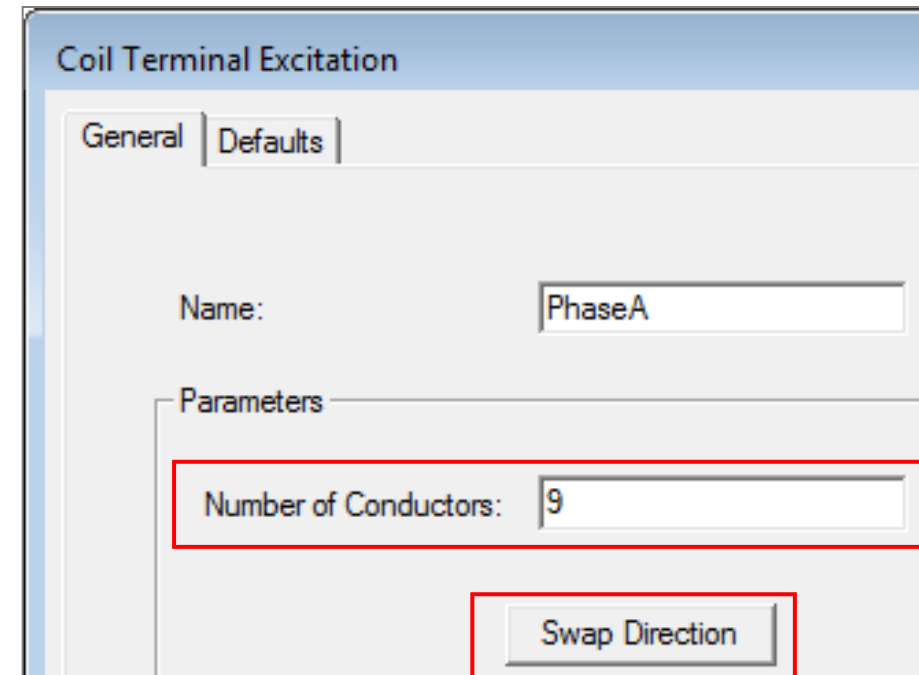 Coil Terminal Excitation
General Defaults
Name: PhaseA
Parameters
Number of Conductors: 9
Swap Direction